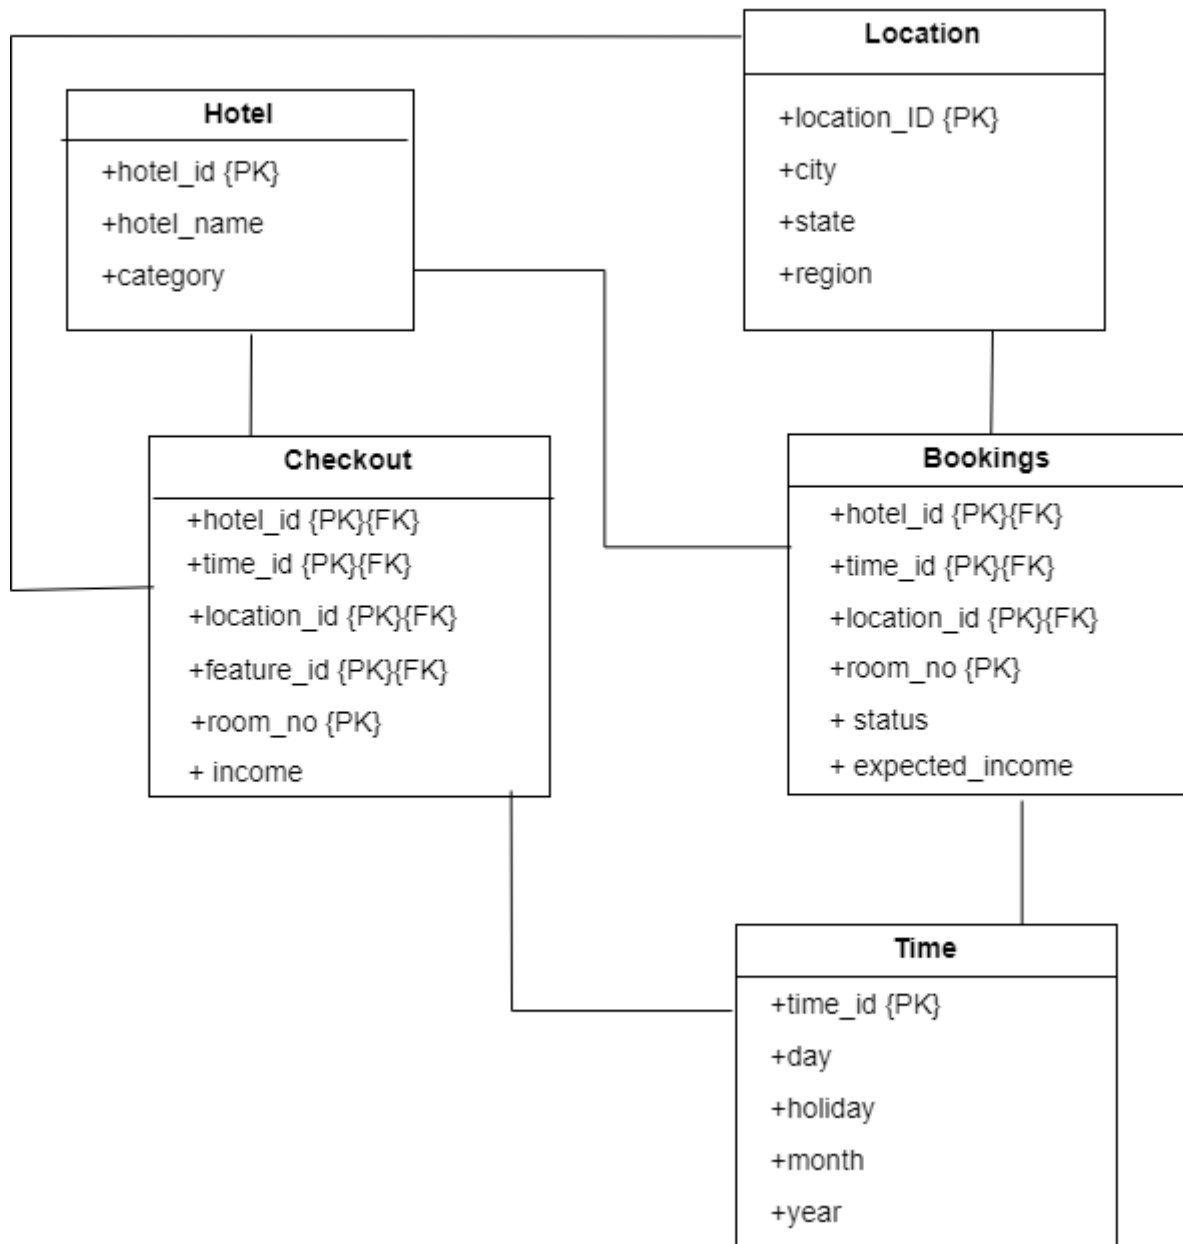 Location
+location_ID {PK}
+city
+state
+region
Hotel
+hotel_id {PK}
+hotel_name
+category
Checkout
+hotel_id {PK}{FK}
+time_id {PK}{FK}
+location_id {PK}{FK}
+feature_id {PK}{FK}
+room_no {PK}
+ income
Bookings
+hotel_id {PK}{FK}
+time_id {PK}{FK}
+location_id {PK}{FK}
+room_no {PK}
+ status
+ expected_income
Time
+time_id {PK}
+day
+holiday
+month
+year